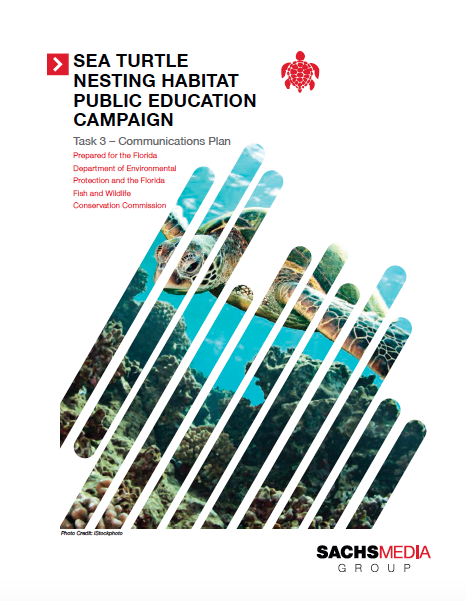 SEA TURTLE
NESTING HABITAT
PUBLIC EDUCATION
CAMPAIGN
Task 3 – Communications Plan
Prepared for the Florida
Department of Environmental
Protection and the Florida
Fish and Wildlife
Conservation Commission
Photo Credit: iStockphoto
SACHSMEDIA
GROUP